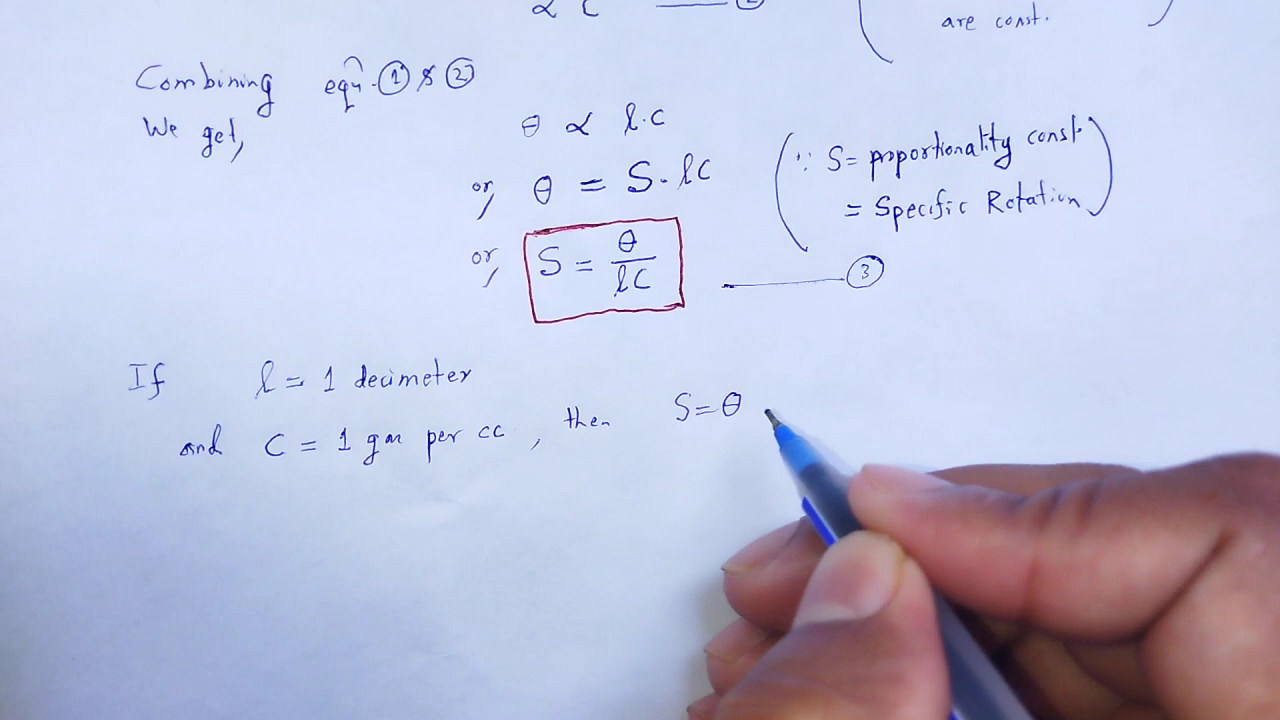 ∝ C ——— ②
are const.
Combining eqn. ① & ②
We get,
θ ∝ l.C
or, θ = S. lC
(∵ S = proportionality const
= Specific Rotation)
or, S = θ/lC ——— ③
If l = 1 decimeter
and C = 1 gm per cc, then S = θ